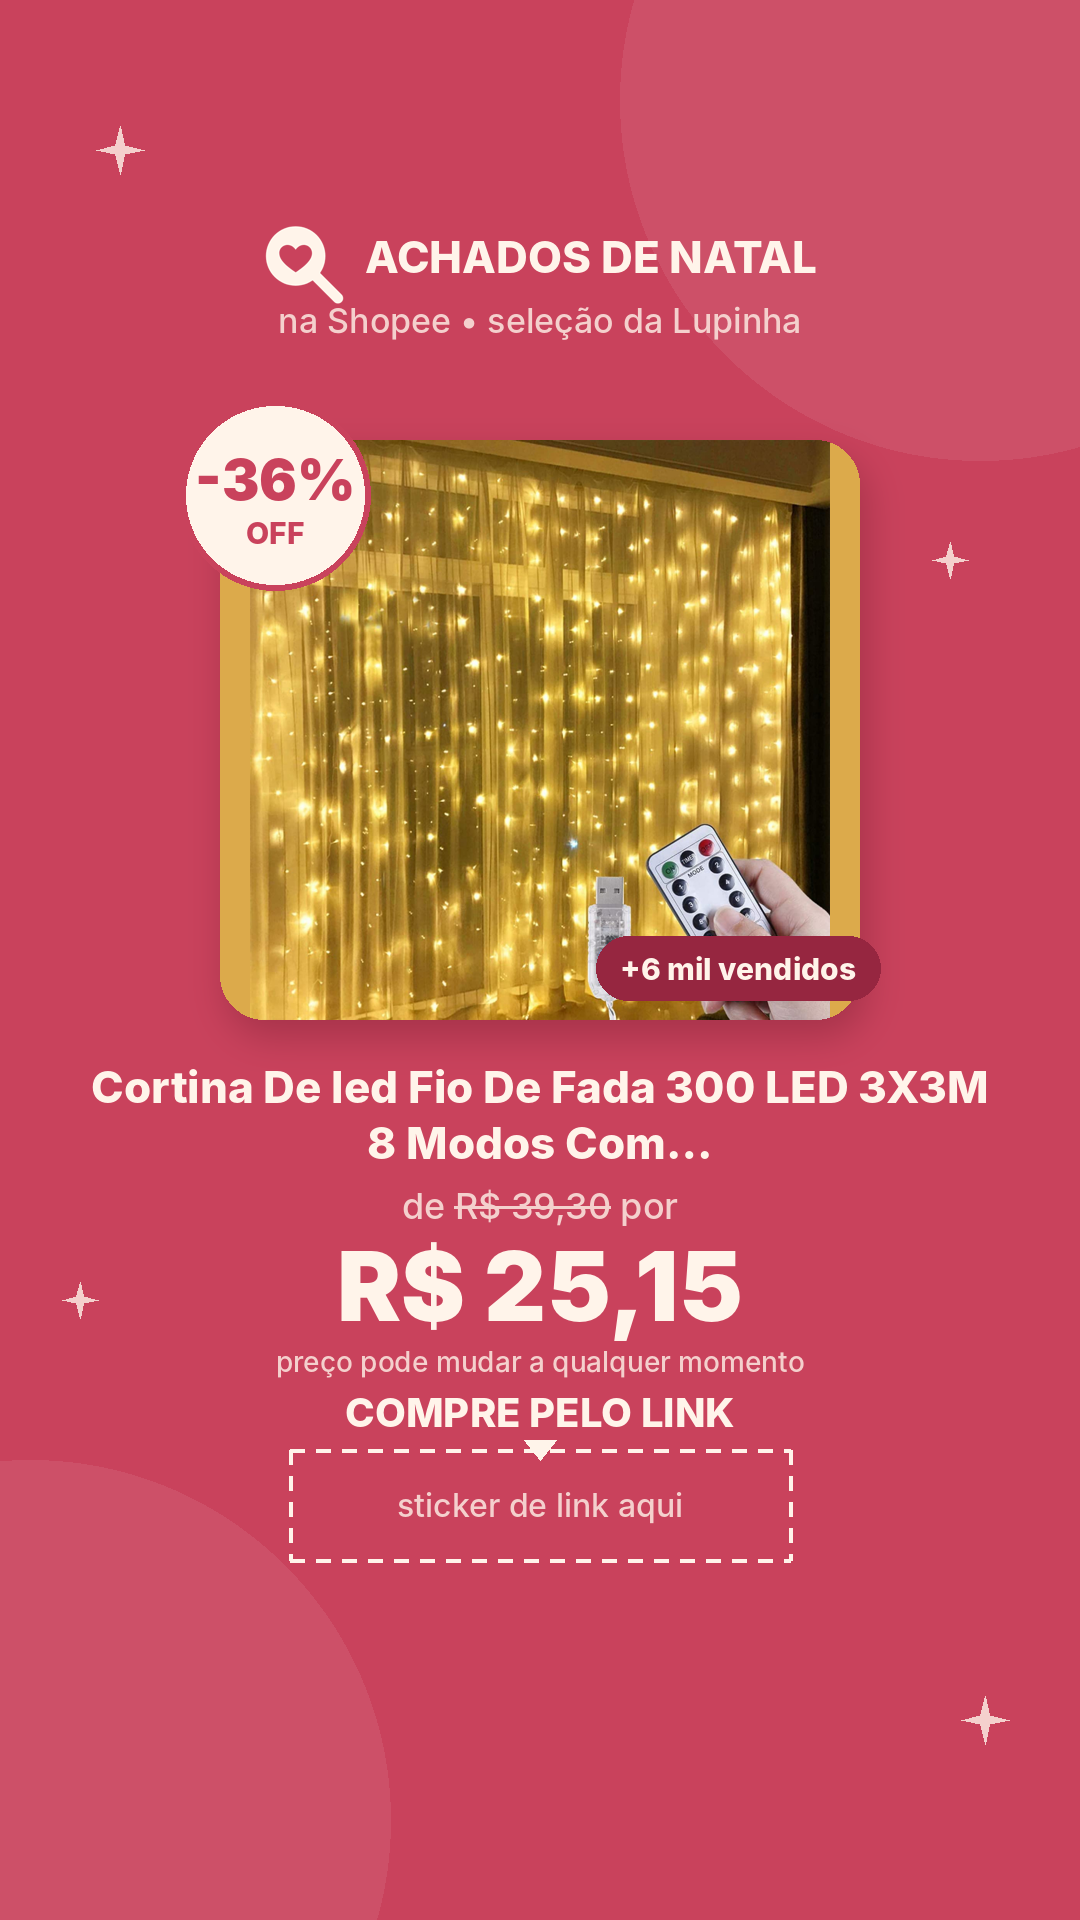 ACHADOS DE NATAL
na Shopee • seleção da Lupinha
-36%
OFF
MODE
+6 mil vendidos
Cortina De led Fio De Fada 300 LED 3X3M
8 Modos Com...
de R$ 39,30 por
R$ 25,15
preço pode mudar a qualquer momento
COMPRE PELO LINK
sticker de link aqui